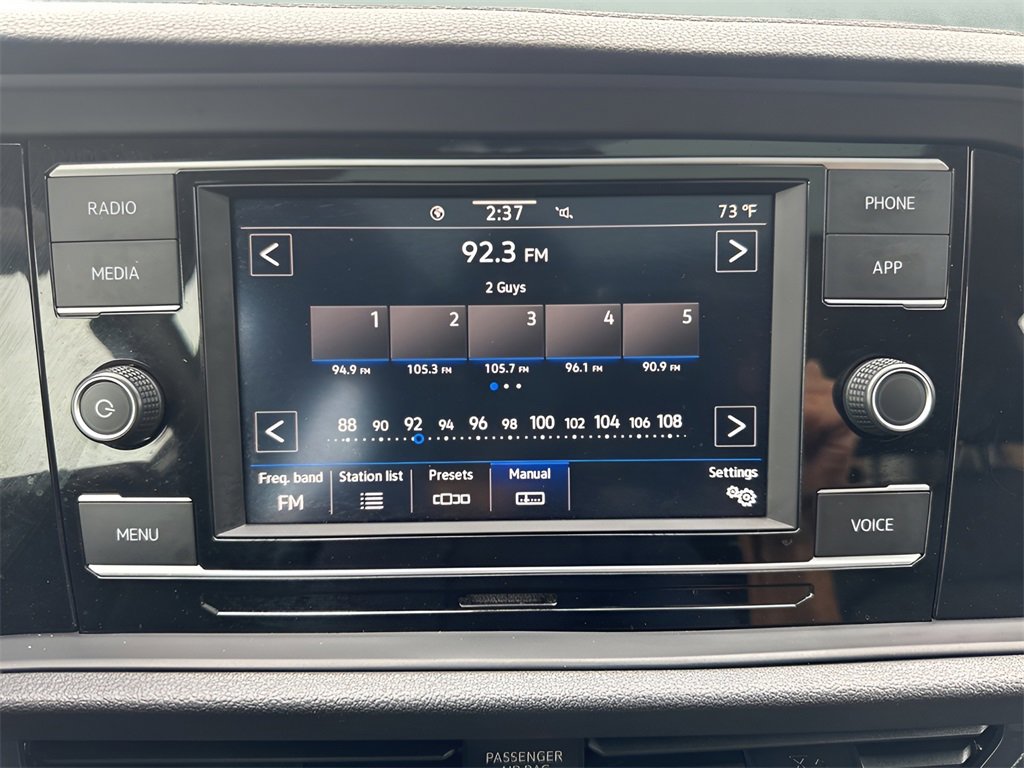 RADIO
MEDIA
PHONE
APP
MENU
VOICE
2:37
73 °F
< 92.3 FM >
2 Guys
1 2 3 4 5
94.9 FM 105.3 FM 105.7 FM 96.1 FM 90.9 FM
< 88 90 92 94 96 98 100 102 104 106 108 >
Freq. band Station list Presets Manual Settings
FM
PASSENGER
AIR BAG